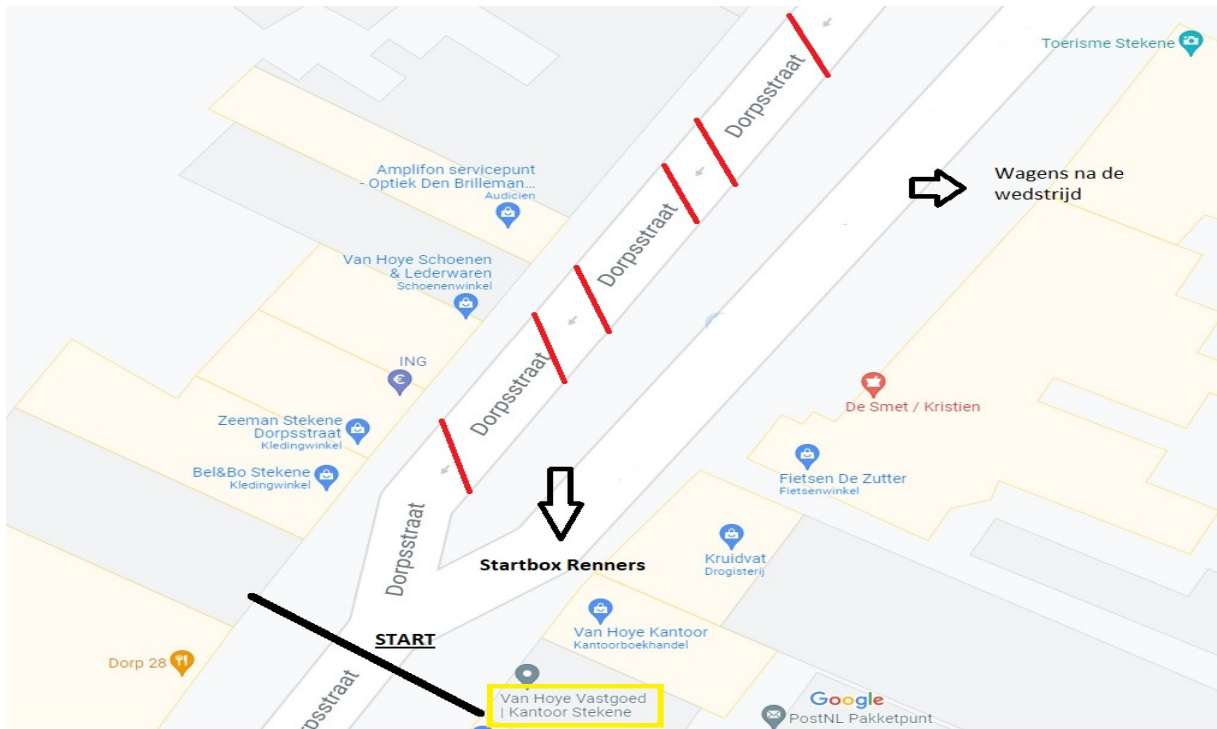 Toerisme Stekene
Dorpsstraat
Amplifon servicepunt
- Optiek Den Brilleman...
Audicien
Wagens na de
wedstrijd
Dorpsstraat
Van Hoye Schoenen
& Lederwaren
Schoenenwinkel
ING
Dorpsstraat
De Smet / Kristien
Zeeman Stekene
Dorpsstraat
Kledingwinkel
Bel&Bo Stekene
Kledingwinkel
Fietsen De Zutter
Fietsenwinkel
Dorpsstraat
Startbox Renners
Kruidvat
Drogisterij
START
Van Hoye Kantoor
Kantoorboekhandel
Dorp 28
psstraat
Van Hoye Vastgoed
| Kantoor Stekene
Google
PostNL Pakketpunt